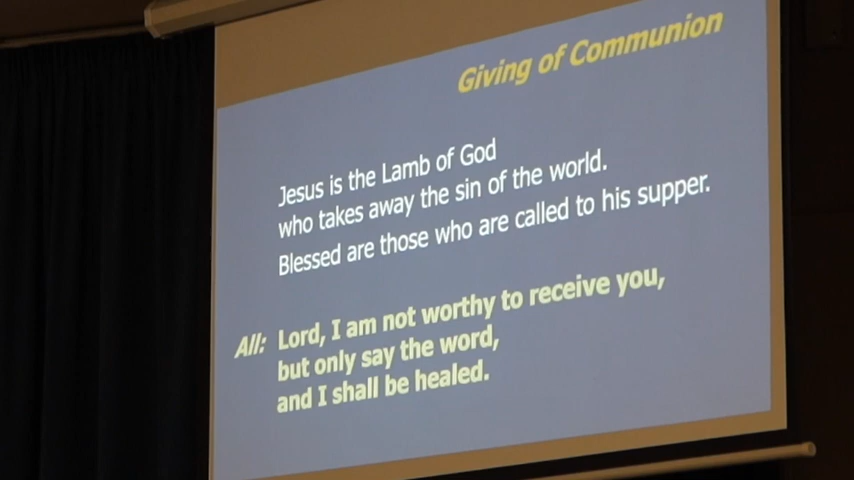 Giving of Communion
Jesus is the Lamb of God
who takes away the sin of the world.
Blessed are those who are called to his supper.
All: Lord, I am not worthy to receive you,
but only say the word,
and I shall be healed.